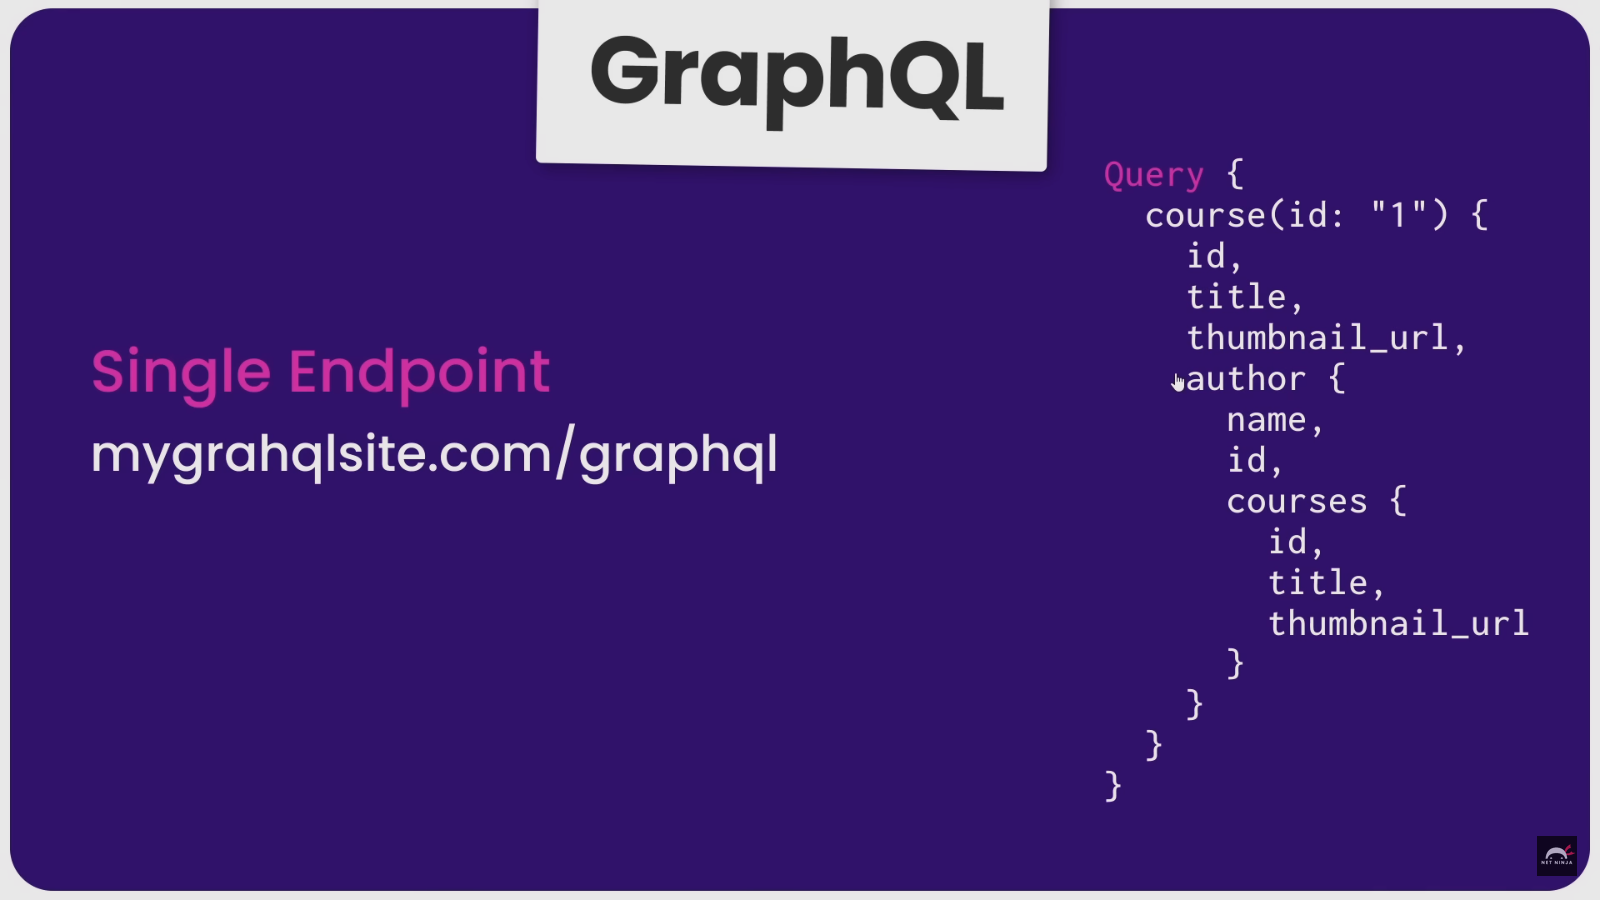 GraphQL
Single Endpoint
mygrahqlsite.com/graphql
Query {
course(id: "1") {
id,
title,
thumbnail_url,
author {
name,
id,
courses {
id,
title,
thumbnail_url
}
}
}
}
NET NINJA